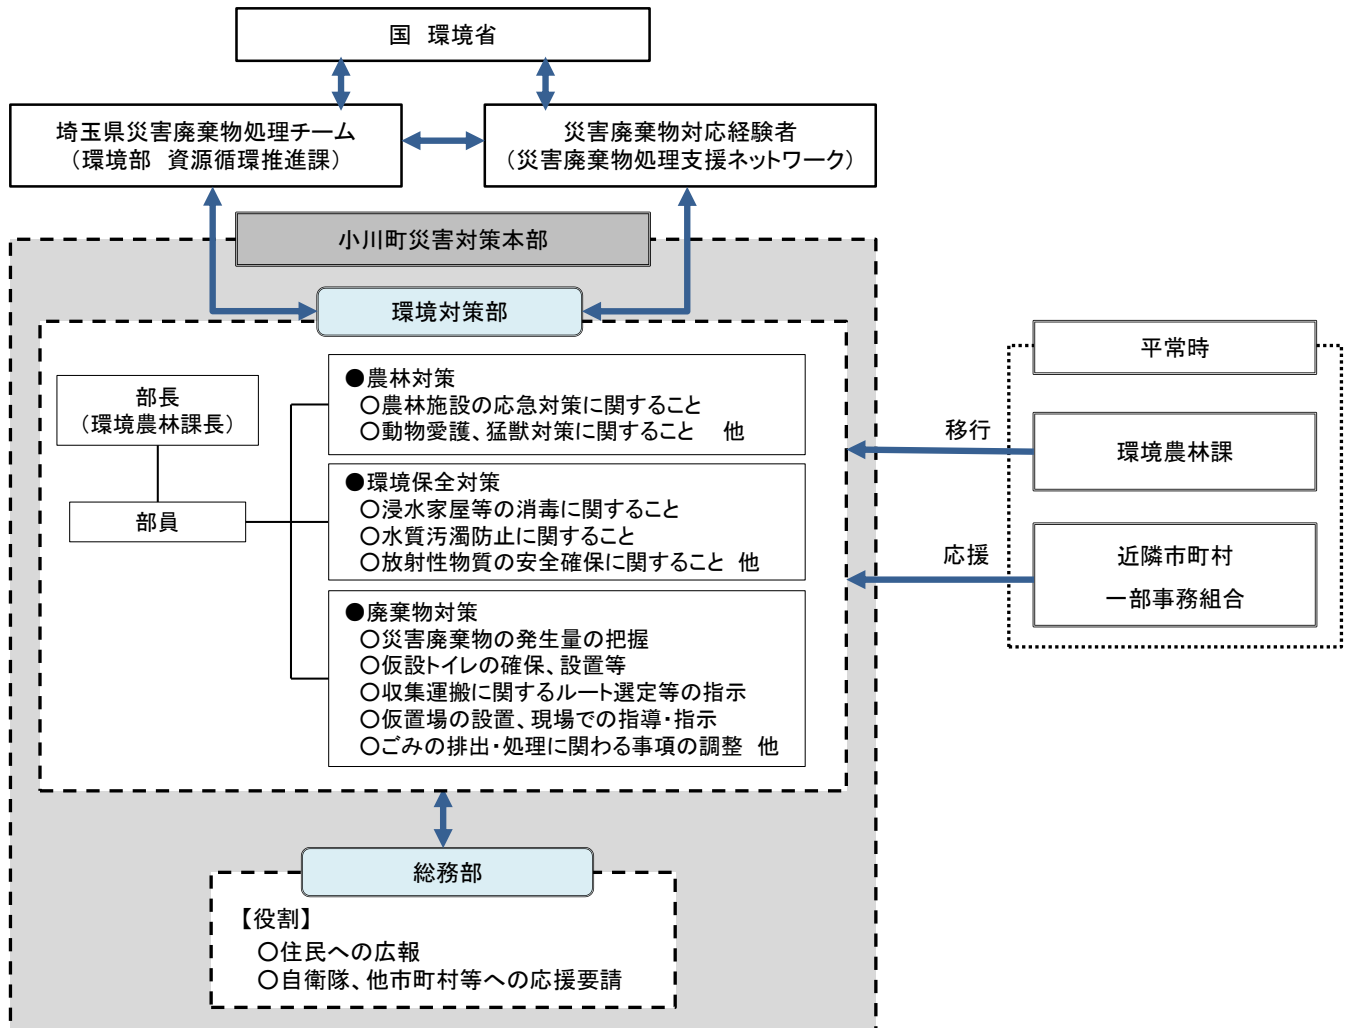 国　環境省
埼玉県災害廃棄物処理チーム
（環境部　資源循環推進課）
災害廃棄物対応経験者
（災害廃棄物処理支援ネットワーク）
小川町災害対策本部
環境対策部
部長
（環境農林課長）
部員
●農林対策
○農林施設の応急対策に関すること
○動物愛護、猛獣対策に関すること　他
●環境保全対策
○浸水家屋等の消毒に関すること
○水質汚濁防止に関すること
○放射性物質の安全確保に関すること　他
●廃棄物対策
○災害廃棄物の発生量の把握
○仮設トイレの確保、設置等
○収集運搬に関するルート選定等の指示
○仮置場の設置、現場での指導・指示
○ごみの排出・処理に関わる事項の調整　他
平常時
移行
環境農林課
応援
近隣市町村
一部事務組合
総務部
【役割】
○住民への広報
○自衛隊、他市町村等への応援要請